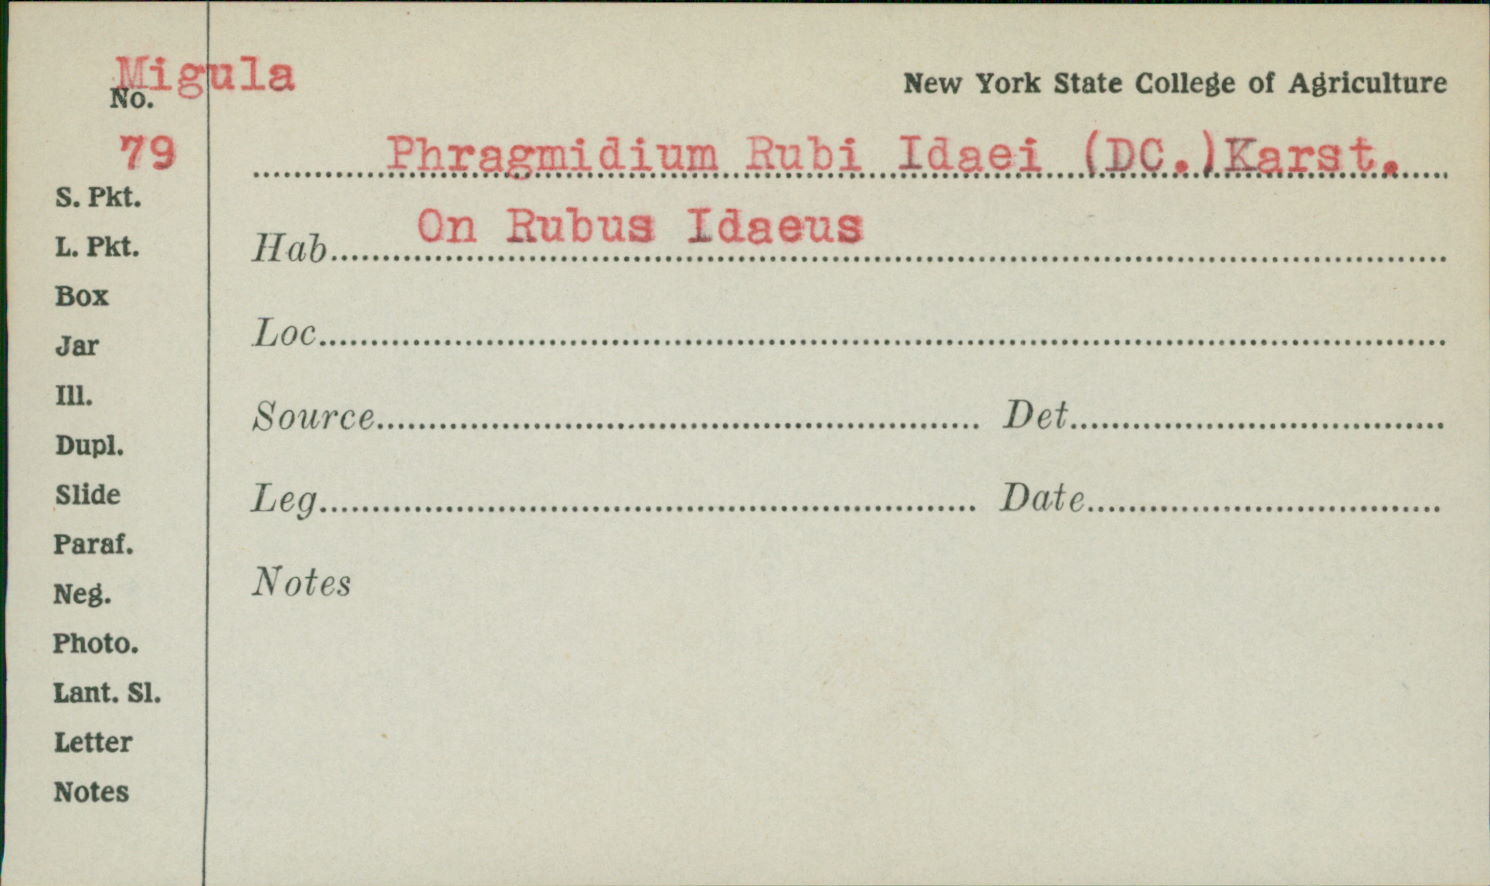 Migula
No.
79
New York State College of Agriculture
Phragmidium Rubi Idaei (DC.)Karst.
Hab. On Rubus Idaeus
Loc.
Source. Det.
Leg. Date.
Notes
S. Pkt.
L. Pkt.
Box
Jar
Ill.
Dupl.
Slide
Paraf.
Neg.
Photo.
Lant. Sl.
Letter
Notes